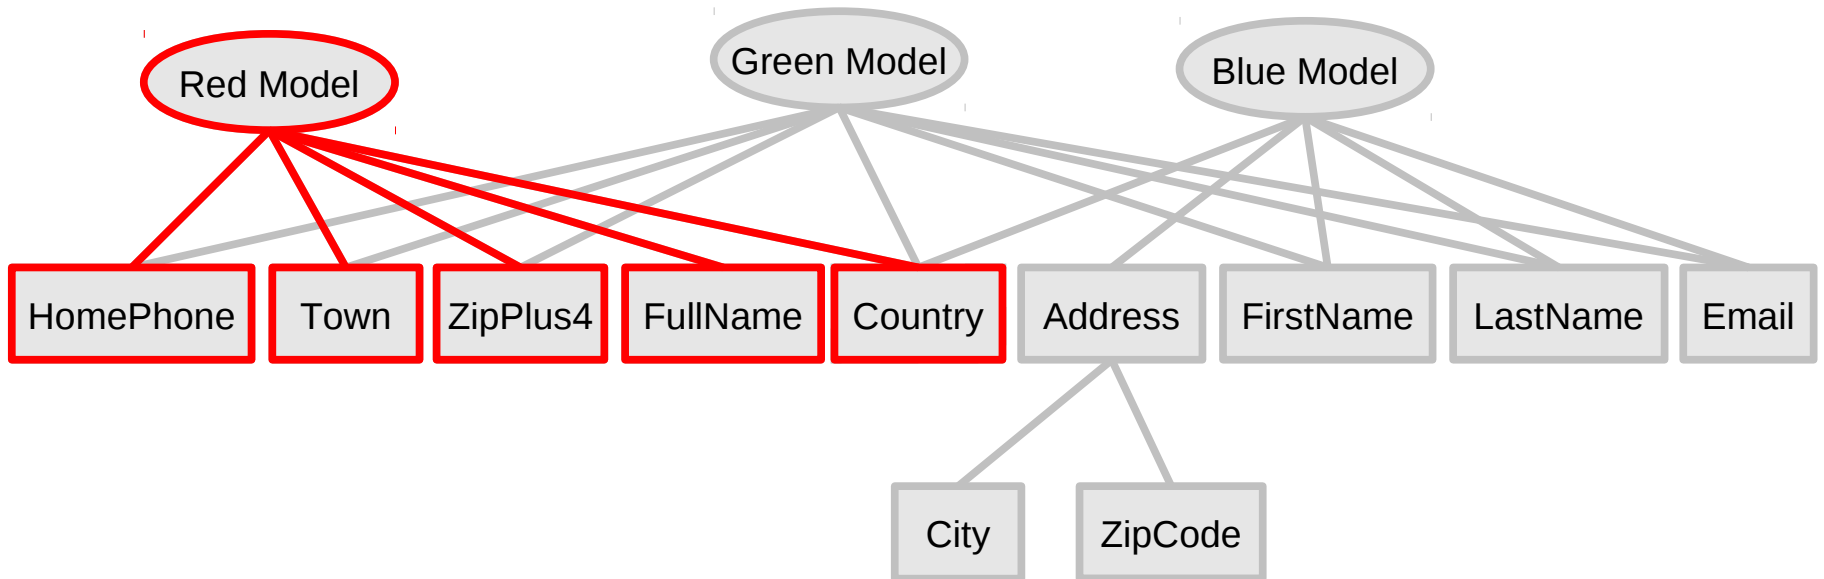 Red Model
Green Model
Blue Model
HomePhone
Town
ZipPlus4
FullName
Country
Address
FirstName
LastName
Email
City
ZipCode